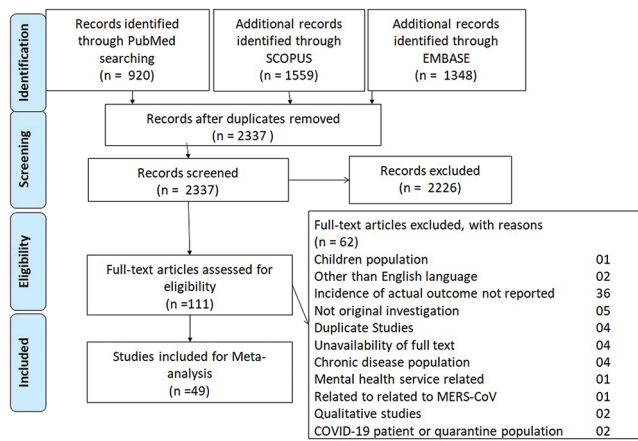 Identification
Records identified
through PubMed
searching
(n = 920)
Additional records
identified through
SCOPUS
(n = 1559)
Additional records
identified through
EMBASE
(n = 1348)
Screening
Records after duplicates removed
(n = 2337 )
Records screened
(n = 2337)
Records excluded
(n = 2226)
Eligibility
Full-text articles assessed for
eligibility
(n =111)
Full-text articles excluded, with reasons
(n = 62)
Children population 01
Other than English language 02
Incidence of actual outcome not reported 36
Not original investigation 05
Duplicate Studies 04
Unavailability of full text 04
Chronic disease population 04
Mental health service related 01
Related to related to MERS-CoV 01
Qualitative studies 02
COVID-19 patient or quarantine population 02
Included
Studies included for Meta-
analysis
(n =49)